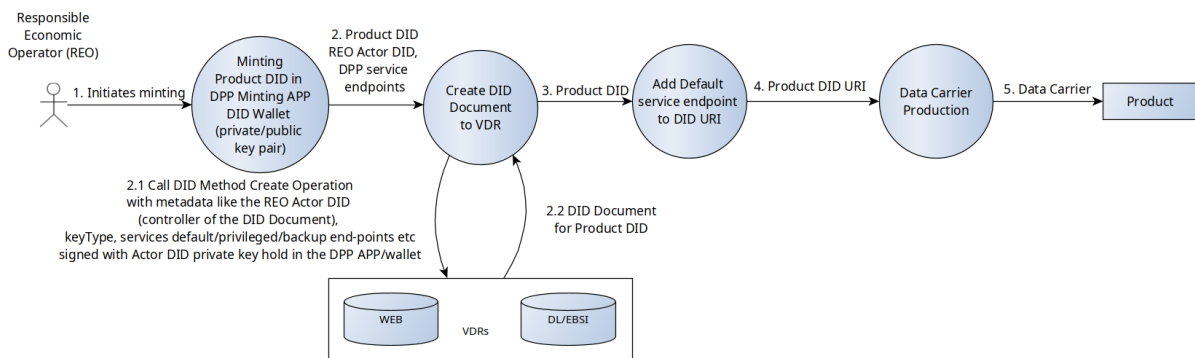 Responsible
Economic
Operator (REO)
1. Initiates minting
Minting
Product DID in
DPP Minting APP
DID Wallet
(private/public
key pair)
2. Product DID
REO Actor DID,
DPP service
endpoints
Create DID
Document
to VDR
3. Product DID
Add Default
service endpoint
to DID URI
4. Product DID URI
Data Carrier
Production
5. Data Carrier
Product
2.1 Call DID Method Create Operation
with metadata like the REO Actor DID
(controller of the DID Document),
keyType, services default/privileged/backup end-points etc
signed with Actor DID private key hold in the DPP APP/wallet
2.2 DID Document
for Product DID
WEB
VDRs
DL/EBSI